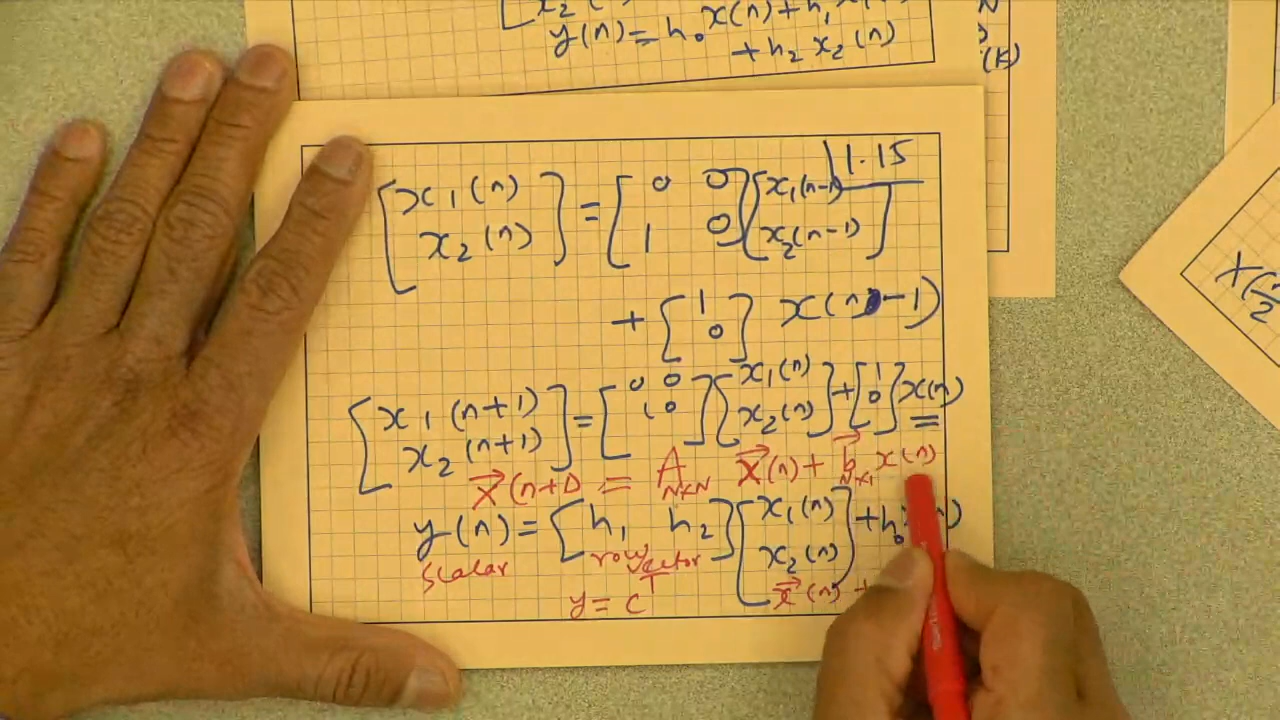 x₂(
y(n) = h₀ x(n) + h₁
+ h₂ x₂(n)
(k)
1.15
[x₁(n) x₂(n)] = [0 0; 1 0] [x₁(n-1) x₂(n-1)]
+ [1 0] x(n-1)
[x₁(n+1) x₂(n+1)] = [0 0; 1 0] [x₁(n) x₂(n)] + [1 0] x(n)
x⃗(n+1) = A N×N x⃗(n) + b⃗ N×1 x(n)
y(n) = [h₁ h₂] [x₁(n) x₂(n)] + h₀
scalar row vector
y = cᵀ x⃗(n) +